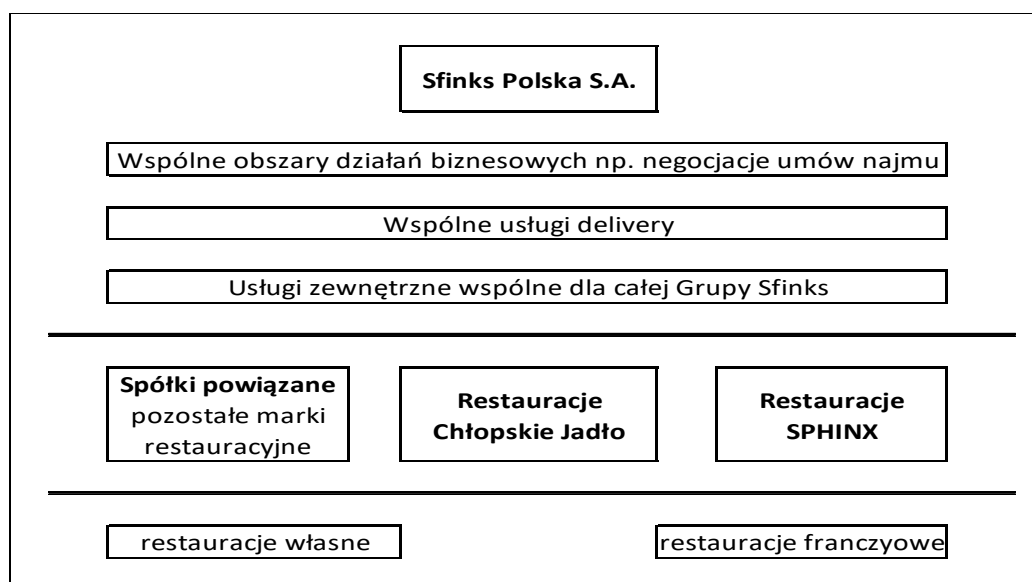 Sfinks Polska S.A.
Wspólne obszary działań biznesowych np. negocjacje umów najmu
Wspólne usługi delivery
Usługi zewnętrzne wspólne dla całej Grupy Sfinks
Spółki powiązane
pozostałe marki
restauracyjne
Restauracje
Chłopskie Jadło
Restauracje
SPHINX
restauracje własne
restauracje franczyowe